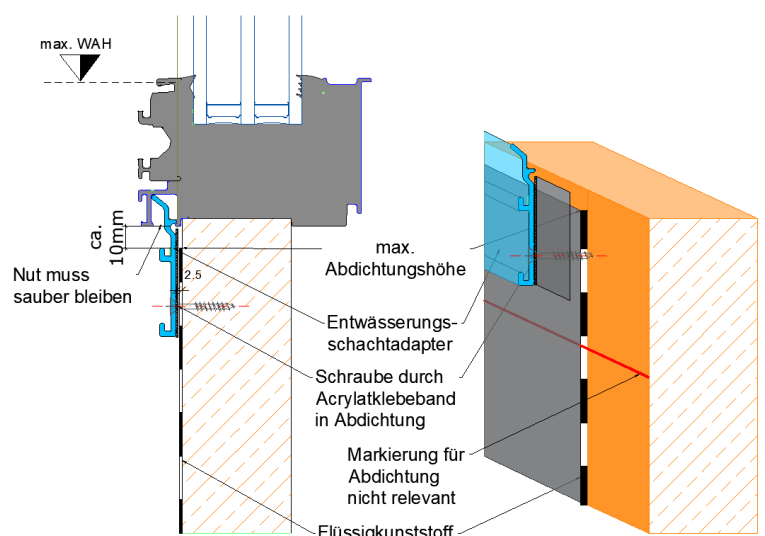 max. WAH
ca.
10mm
Nut muss
sauber bleiben
2,5
max.
Abdichtungshöhe
Entwässerungs-
schachtadapter
Schraube durch
Acrylatklebeband
in Abdichtung
Markierung für
Abdichtung
nicht relevant
Flüssigkunststoff